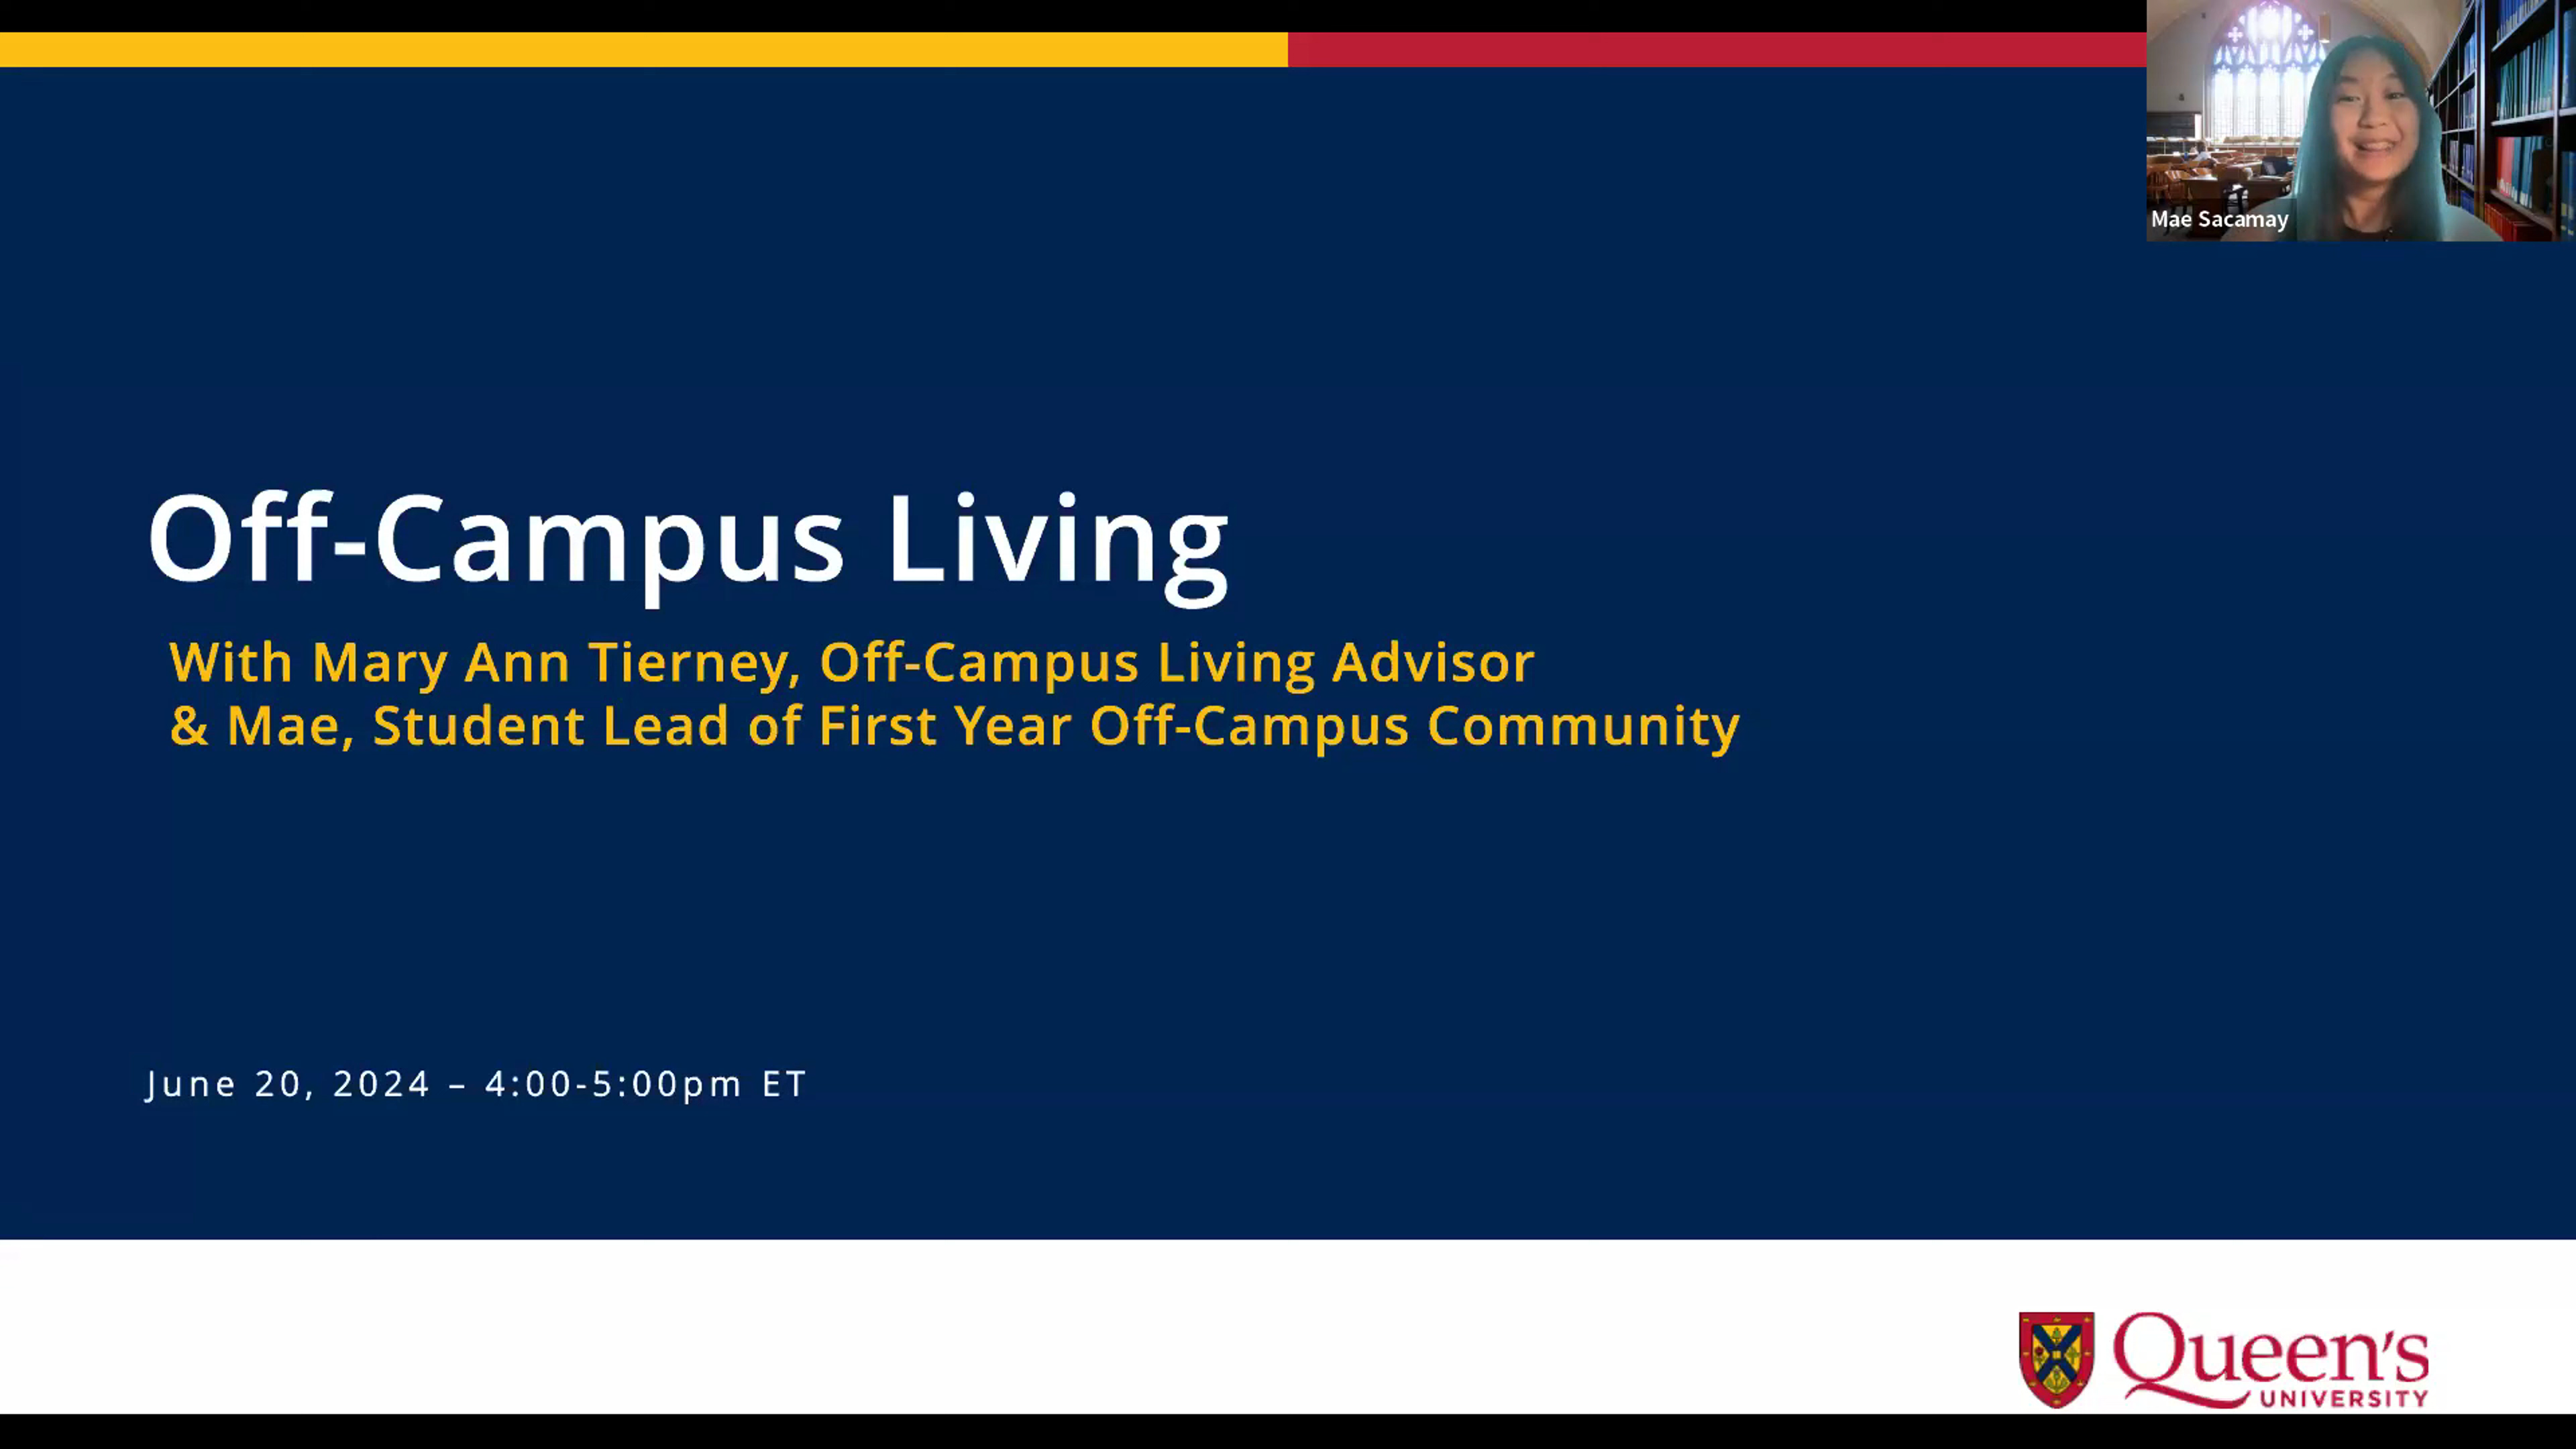 Mae Sacamay
Off-Campus Living
With Mary Ann Tierney, Off-Campus Living Advisor
& Mae, Student Lead of First Year Off-Campus Community
June 20, 2024 – 4:00-5:00pm ET
Queen's
UNIVERSITY